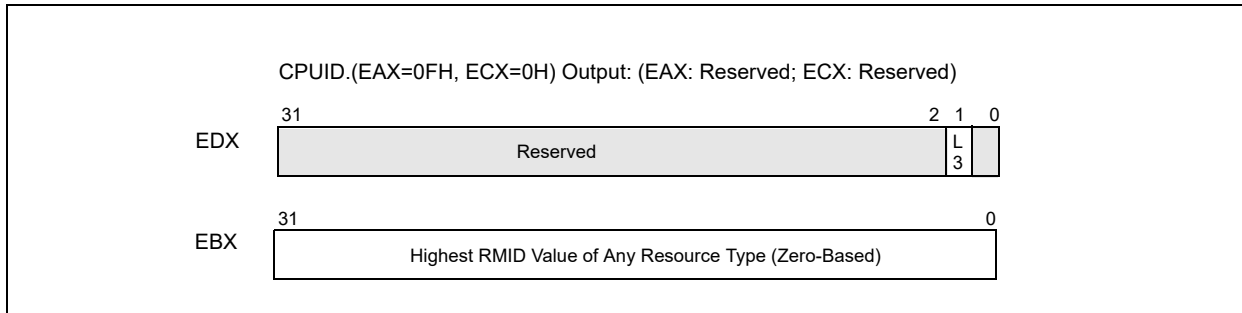 CPUID.(EAX=0FH, ECX=0H) Output: (EAX: Reserved; ECX: Reserved)
31 2 1 0
EDX Reserved L
3
31 0
EBX Highest RMID Value of Any Resource Type (Zero-Based)